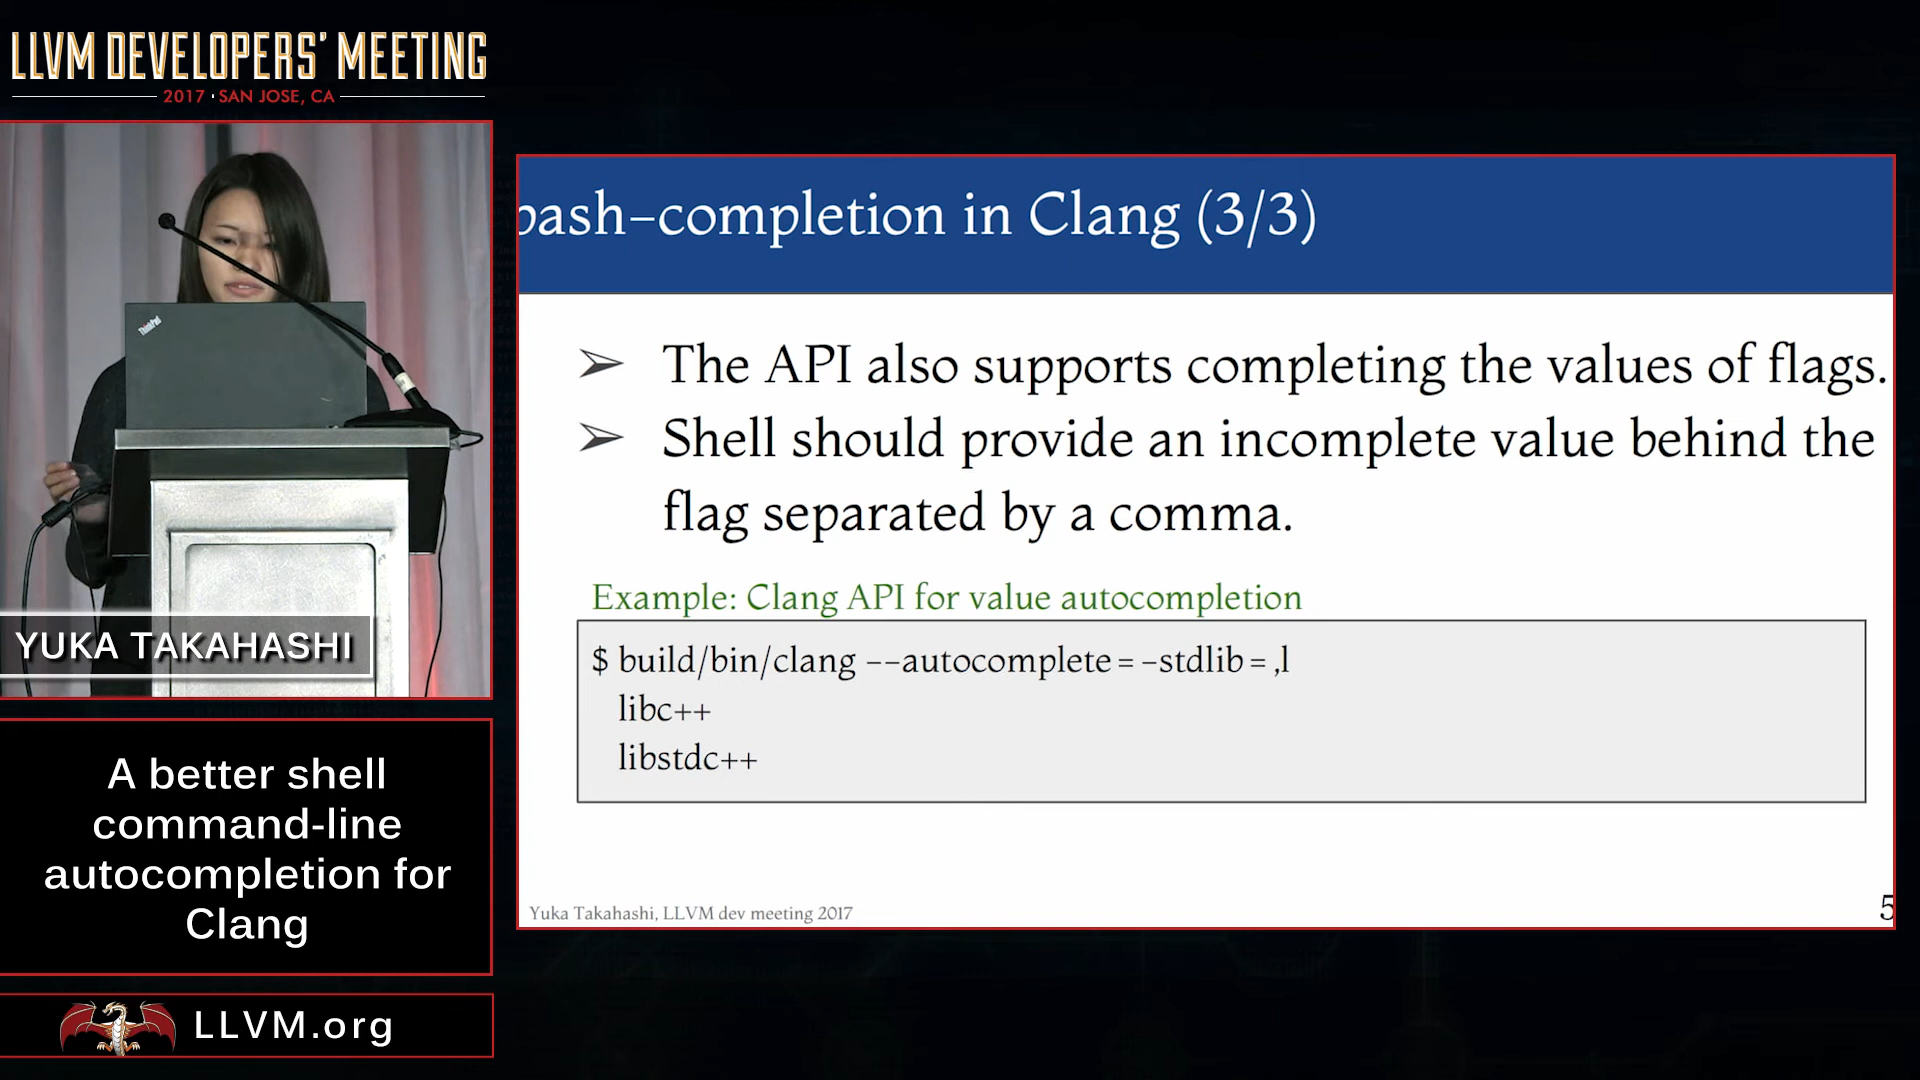 LLVM DEVELOPERS' MEETING
2017 · SAN JOSE, CA
ThinkPad
YUKA TAKAHASHI
A better shell
command-line
autocompletion for
Clang
LLVM.org
bash-completion in Clang (3/3)
➢ The API also supports completing the values of flags.
➢ Shell should provide an incomplete value behind the
flag separated by a comma.
Example: Clang API for value autocompletion
$ build/bin/clang --autocomplete=-stdlib=,l
libc++
libstdc++
Yuka Takahashi, LLVM dev meeting 2017
5